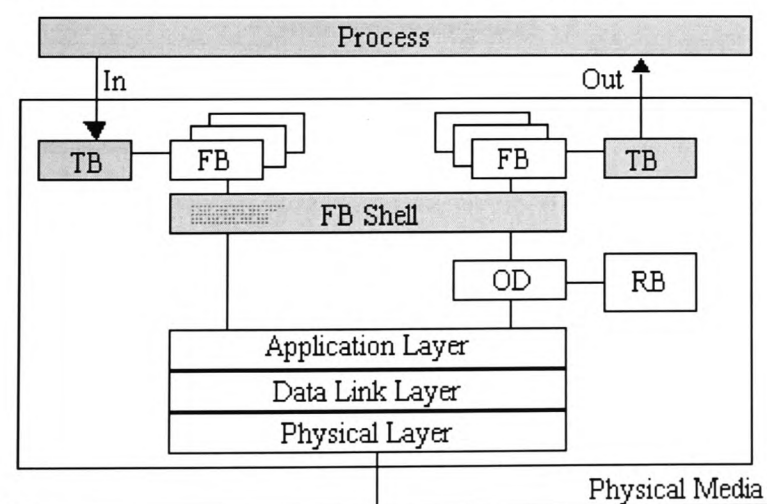 Process
In
Out
TB
FB
FB
TB
FB Shell
OD
RB
Application Layer
Data Link Layer
Physical Layer
Physical Media